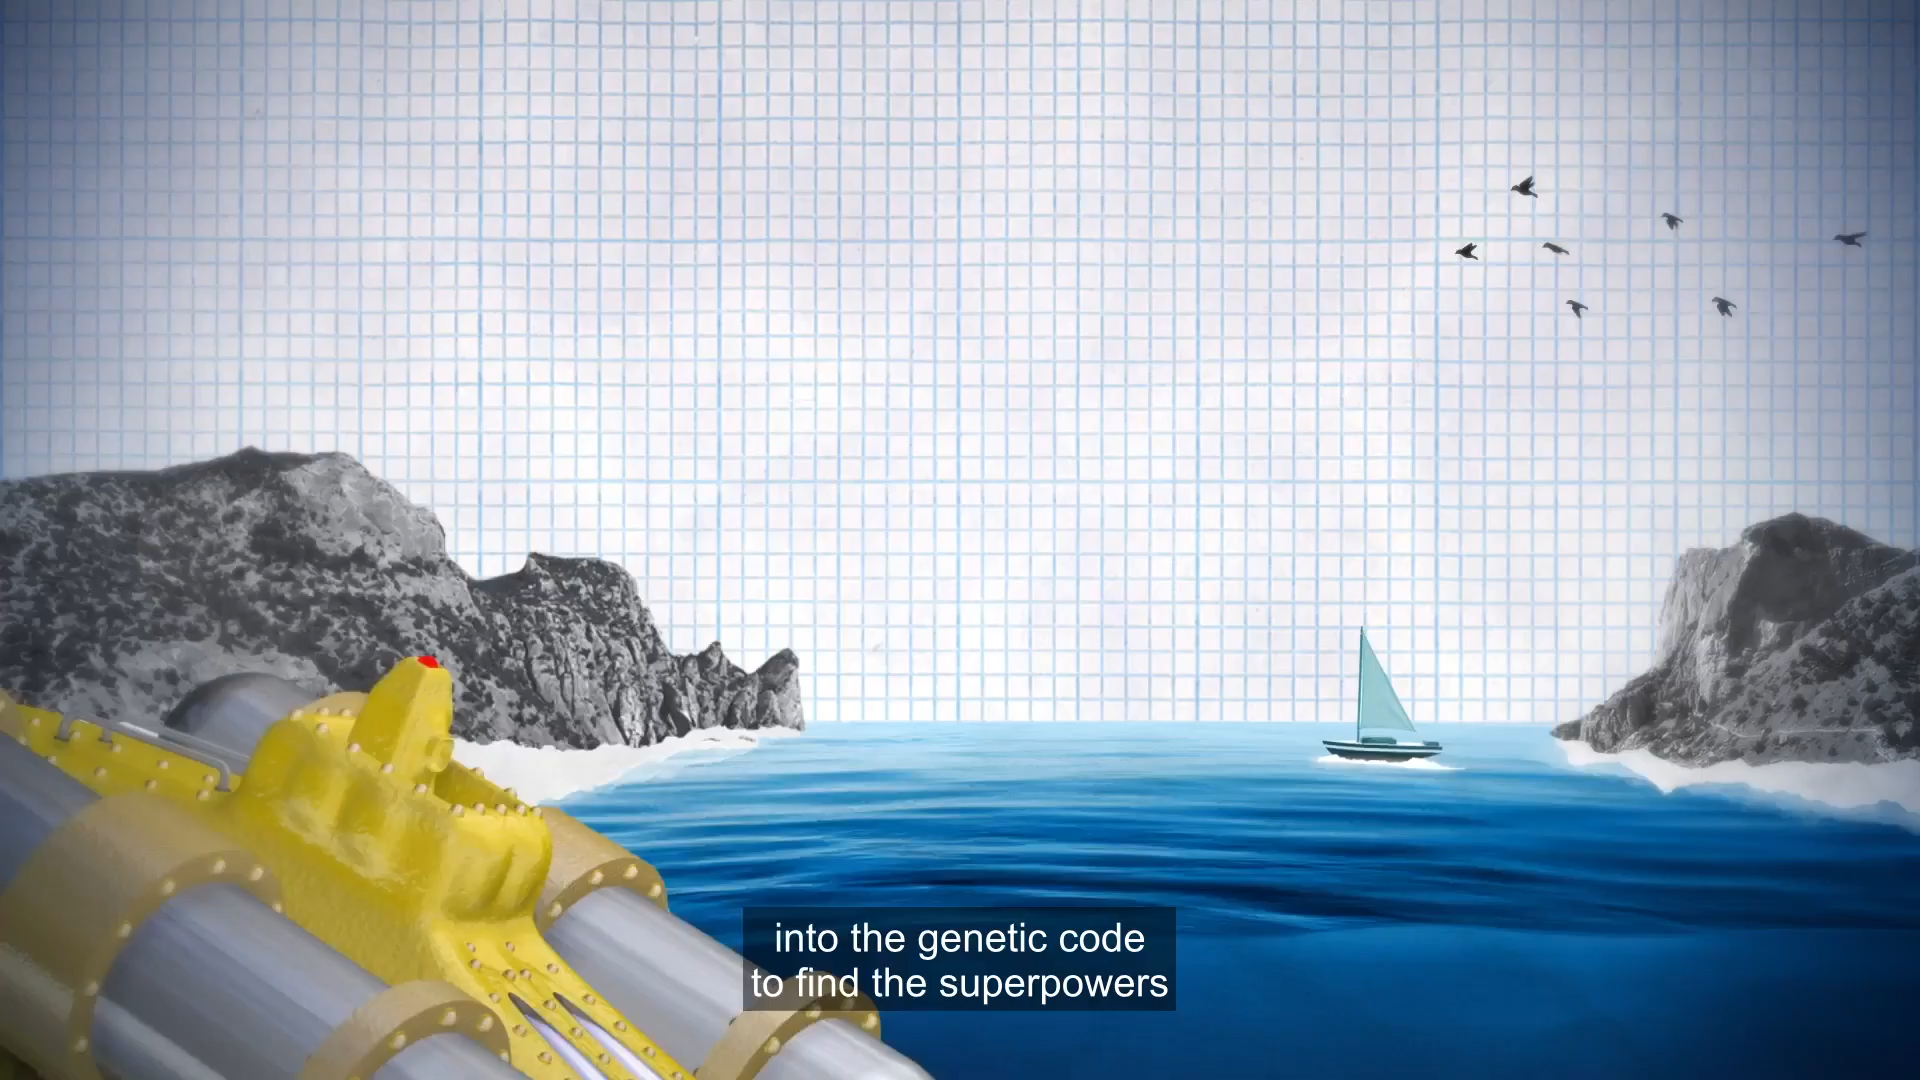 into the genetic code
to find the superpowers